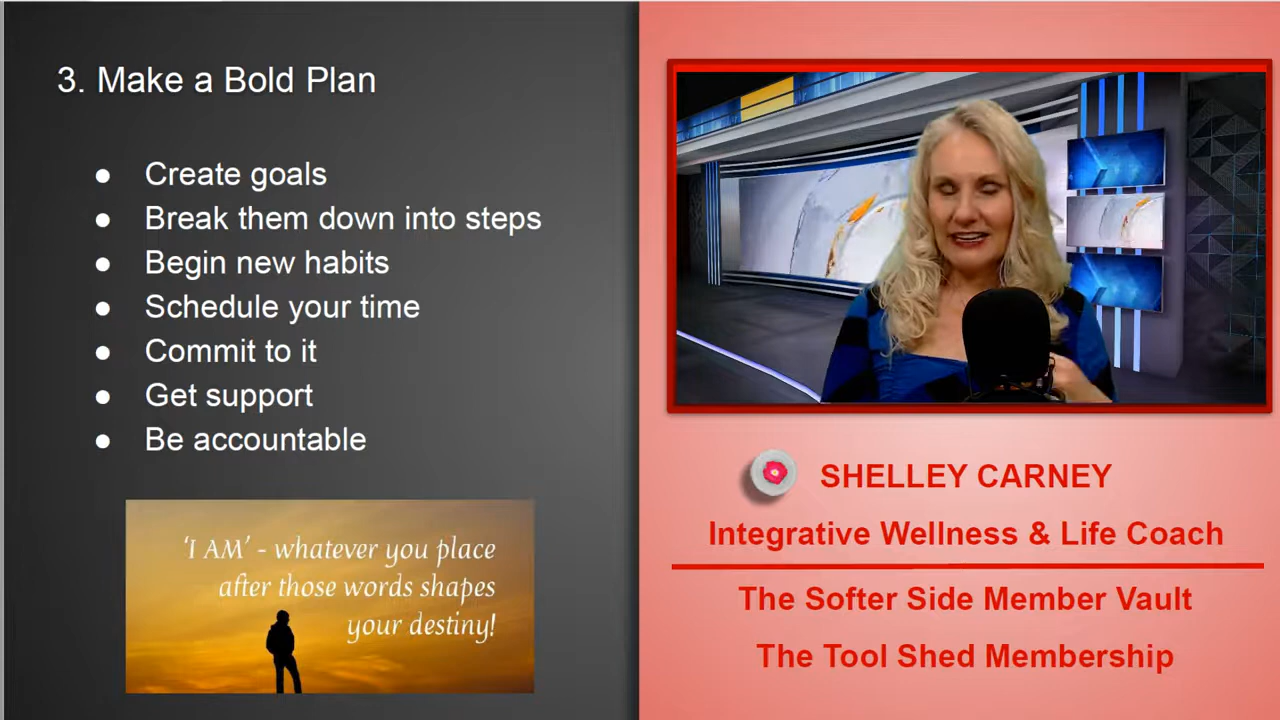 3. Make a Bold Plan
● Create goals
● Break them down into steps
● Begin new habits
● Schedule your time
● Commit to it
● Get support
● Be accountable
'I AM' - whatever you place
after those words shapes
your destiny!
SHELLEY CARNEY
Integrative Wellness & Life Coach
The Softer Side Member Vault
The Tool Shed Membership